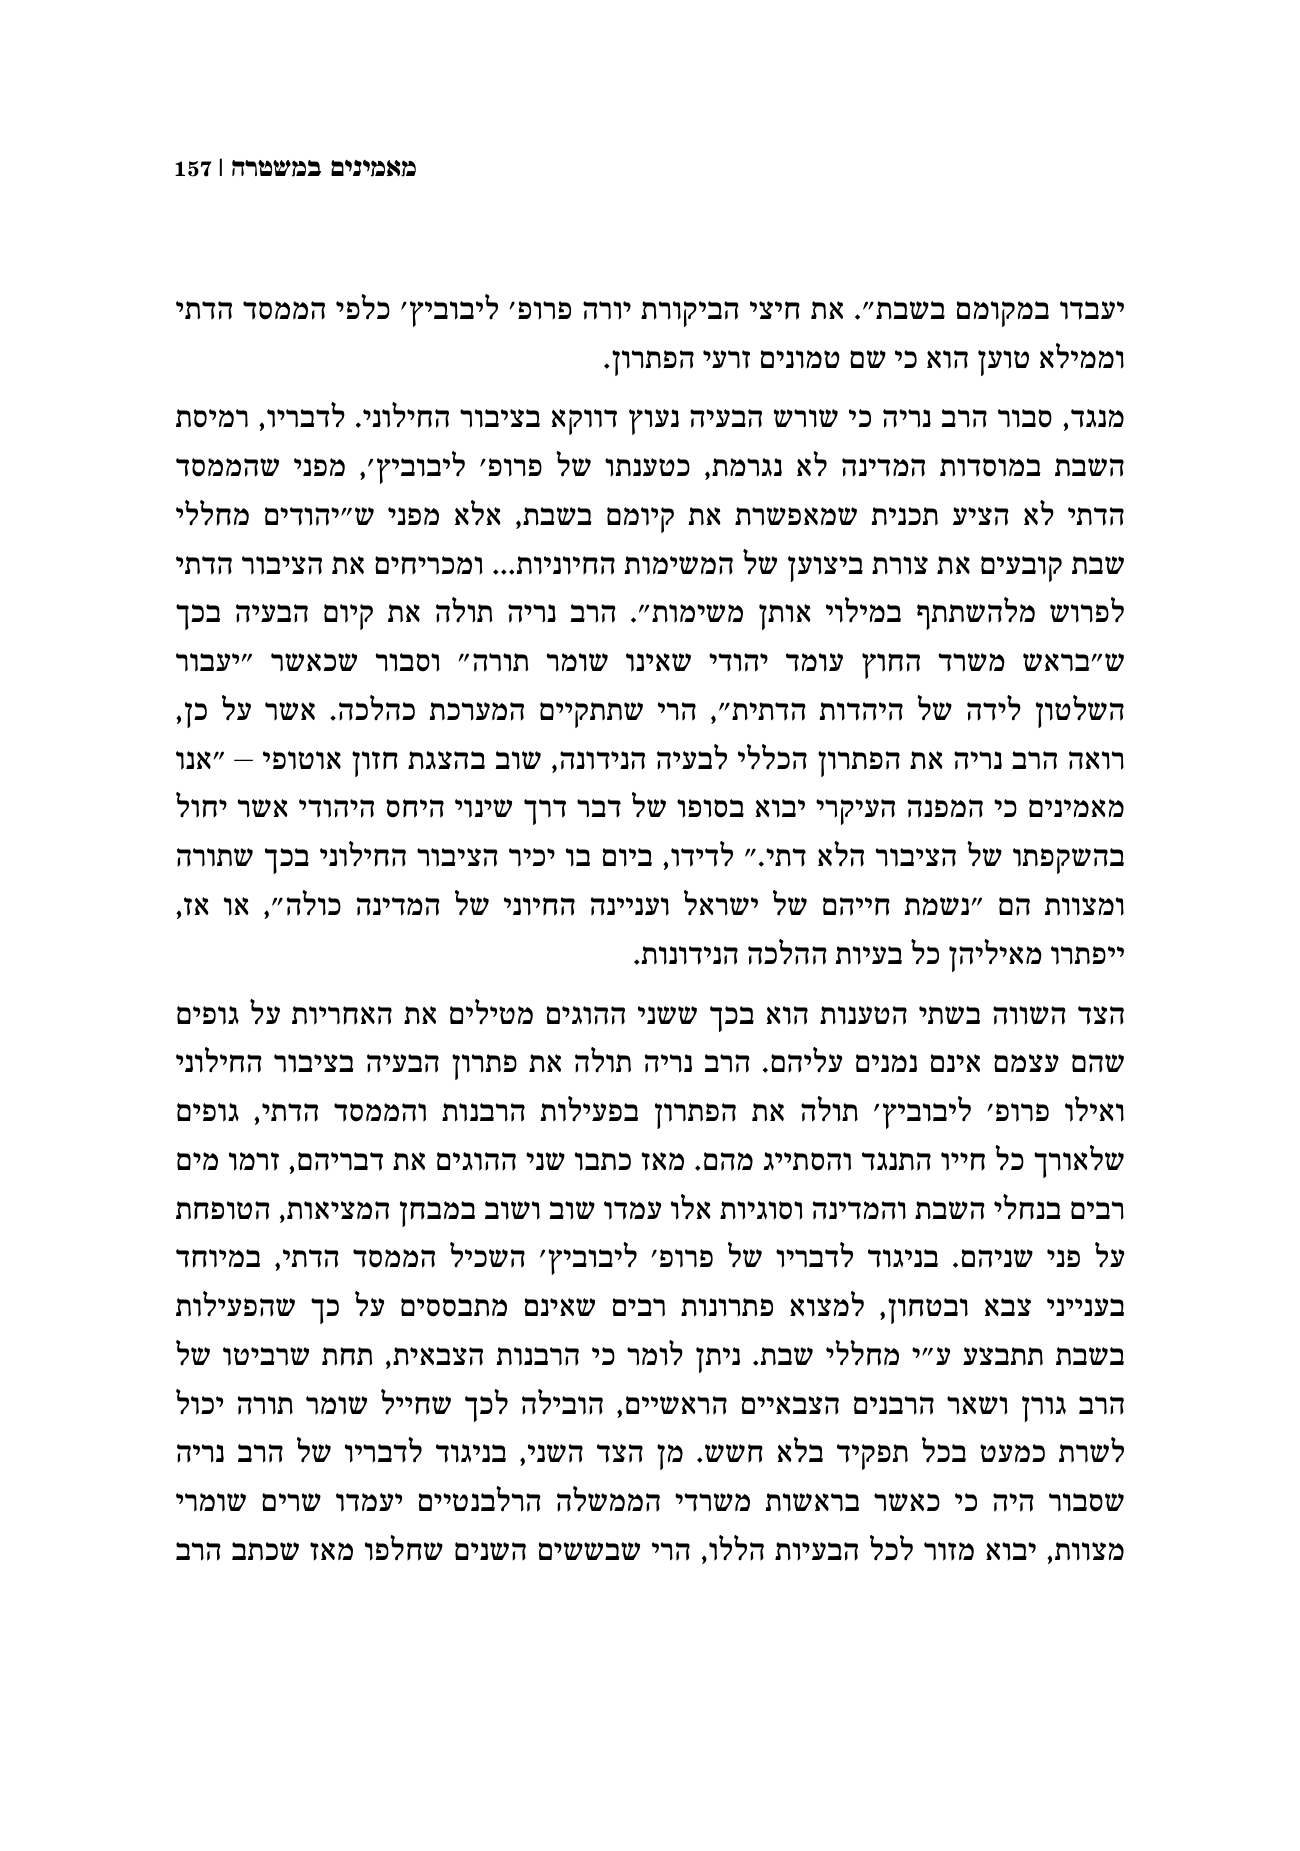 מאמינים במשטרה | 157
יעבדו במקומם בשבת״. את חיצי הביקורת יורה פרופ׳ ליבוביץ׳ כלפי הממסד הדתי
וממילא טוען הוא כי שם טמונים זרעי הפתרון.
מנגד, סבור הרב נריה כי שורש הבעיה נעוץ דווקא בציבור החילוני. לדבריו, רמיסת
השבת במוסדות המדינה לא נגרמת, כטענתו של פרופ׳ ליבוביץ׳, מפני שהממסד
הדתי לא הציע תכנית שמאפשרת את קיומם בשבת, אלא מפני ש״יהודים מחללי
שבת קובעים את צורת ביצוען של המשימות החיוניות... ומכריחים את הציבור הדתי
לפרוש מלהשתתף במילוי אותן משימות״. הרב נריה תולה את קיום הבעיה בכך
ש״בראש משרד החוץ עומד יהודי שאינו שומר תורה״ וסבור שכאשר ״יעבור
השלטון לידה של היהדות הדתית״, הרי שתתקיים המערכת כהלכה. אשר על כן,
רואה הרב נריה את הפתרון הכללי לבעיה הנידונה, שוב בהצגת חזון אוטופי – ״אנו
מאמינים כי המפנה העיקרי יבוא בסופו של דבר דרך שינוי היחס היהודי אשר יחול
בהשקפתו של הציבור הלא דתי.״ לדידו, ביום בו יכיר הציבור החילוני בכך שתורה
ומצוות הם ״נשמת חייהם של ישראל ועניינה החיוני של המדינה כולה״, או אז,
ייפתרו מאיליהן כל בעיות ההלכה הנידונות.
הצד השווה בשתי הטענות הוא בכך ששני ההוגים מטילים את האחריות על גופים
שהם עצמם אינם נמנים עליהם. הרב נריה תולה את פתרון הבעיה בציבור החילוני
ואילו פרופ׳ ליבוביץ׳ תולה את הפתרון בפעילות הרבנות והממסד הדתי, גופים
שלאורך כל חייו התנגד והסתייג מהם. מאז כתבו שני ההוגים את דבריהם, זרמו מים
רבים בנחלי השבת והמדינה וסוגיות אלו עמדו שוב ושוב במבחן המציאות, הטופחת
על פני שניהם. בניגוד לדבריו של פרופ׳ ליבוביץ׳ השכיל הממסד הדתי, במיוחד
בענייני צבא ובטחון, למצוא פתרונות רבים שאינם מתבססים על כך שהפעילות
בשבת תתבצע ע״י מחללי שבת. ניתן לומר כי הרבנות הצבאית, תחת שרביטו של
הרב גורן ושאר הרבנים הצבאיים הראשיים, הובילה לכך שחייל שומר תורה יכול
לשרת כמעט בכל תפקיד בלא חשש. מן הצד השני, בניגוד לדבריו של הרב נריה
שסבור היה כי כאשר בראשות משרדי הממשלה הרלבנטיים יעמדו שרים שומרי
מצוות, יבוא מזור לכל הבעיות הללו, הרי שבששים השנים שחלפו מאז שכתב הרב